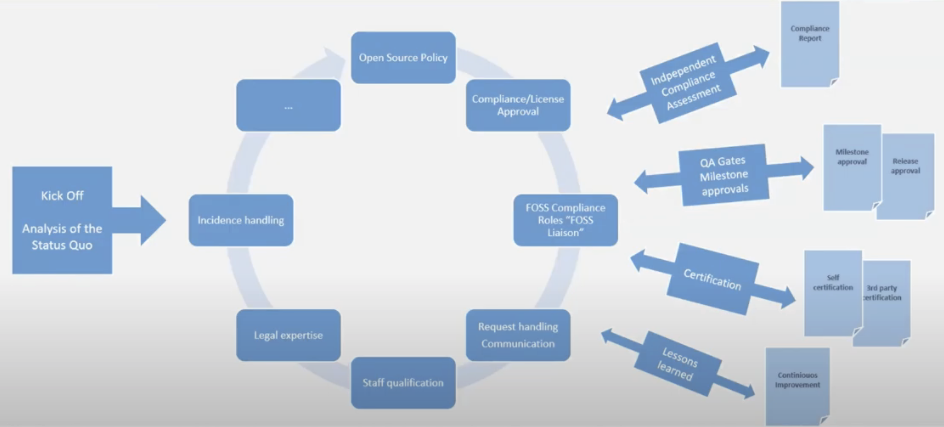 Kick Off
Analysis of the
Status Quo
Open Source Policy
Compliance/License
Approval
FOSS Compliance
Roles “FOSS
Liaison”
Request handling
Communication
Staff qualification
Legal expertise
Incidence handling
...
Indpependent
Compliance
Assessment
Compliance
Report
QA Gates
Milestone
approvals
Milestone
approval
Release
approval
Certification
Self
certification
3rd party
certification
Lessons
learned
Continiuous
Improvement